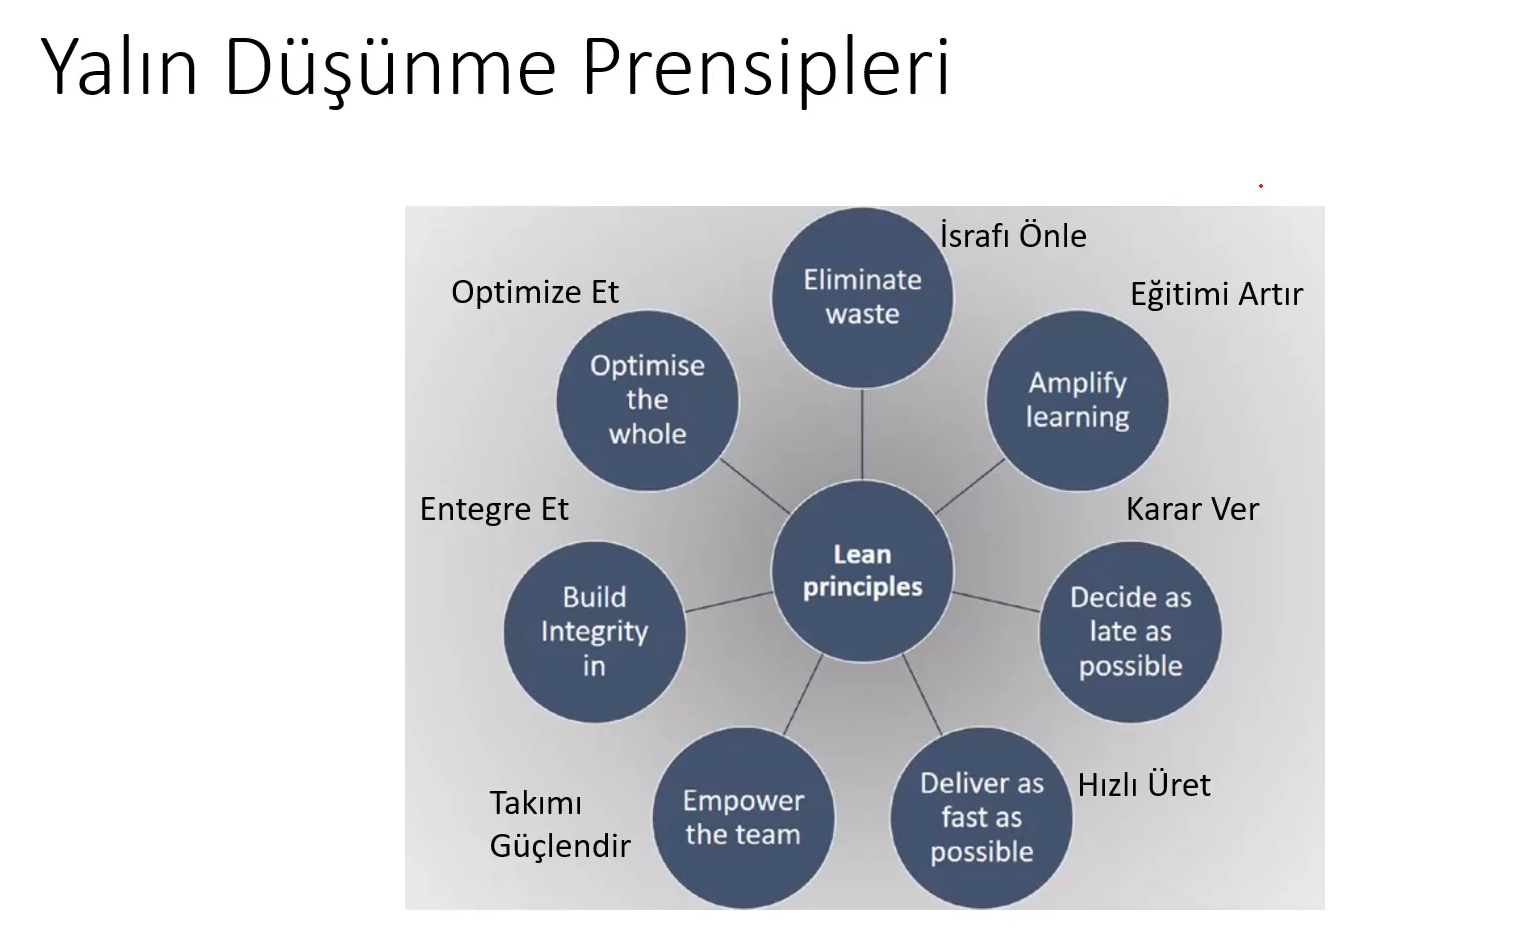 Yalın Düşünme Prensipleri
İsrafı Önle
Eliminate
waste
Eğitimi Artır
Amplify
learning
Karar Ver
Decide as
late as
possible
Hızlı Üret
Deliver as
fast as
possible
Takımı
Güçlendir
Empower
the team
Entegre Et
Build
Integrity
in
Optimize Et
Optimise
the
whole
Lean
principles